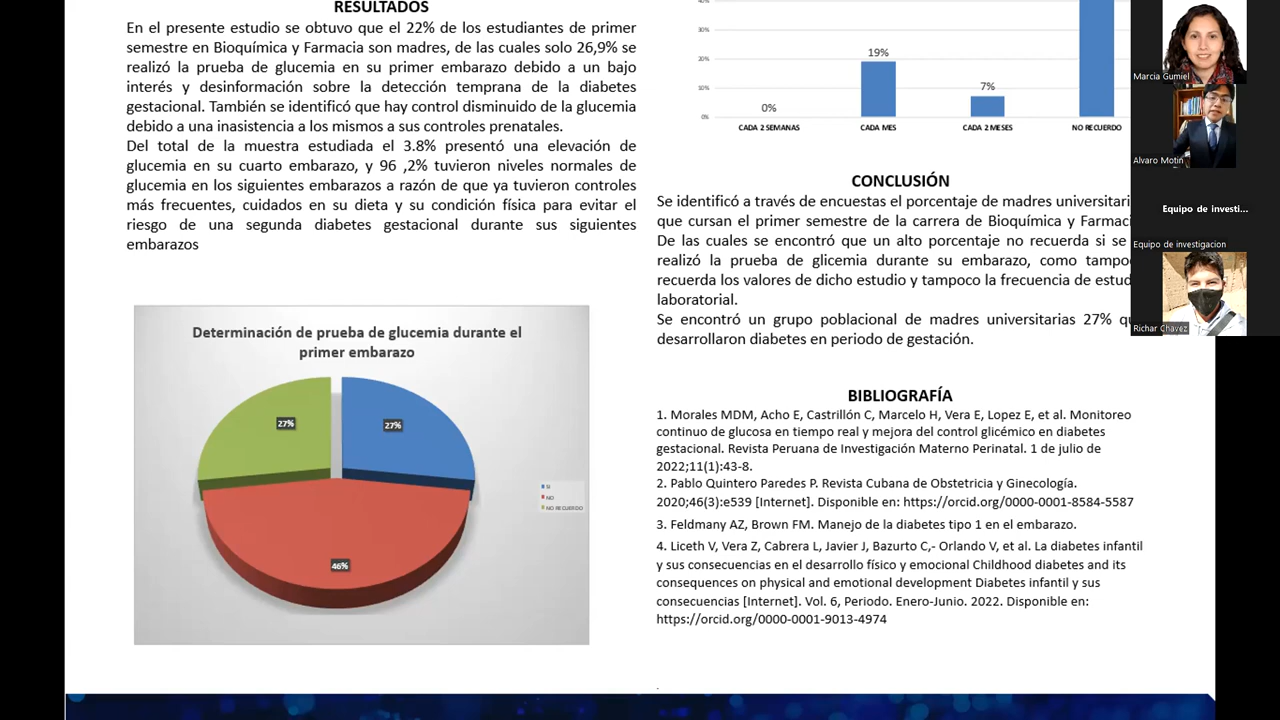 RESULTADOS
En el presente estudio se obtuvo que el 22% de los estudiantes de primer
semestre en Bioquímica y Farmacia son madres, de las cuales solo 26,9% se
realizó la prueba de glucemia en su primer embarazo debido a un bajo
interés y desinformación sobre la detección temprana de la diabetes
gestacional. También se identificó que hay control disminuido de la glucemia
debido a una inasistencia a los mismos a sus controles prenatales.
Del total de la muestra estudiada el 3.8% presentó una elevación de
glucemia en su cuarto embarazo, y 96 ,2% tuvieron niveles normales de
glucemia en los siguientes embarazos a razón de que ya tuvieron controles
más frecuentes, cuidados en su dieta y su condición física para evitar el
riesgo de una segunda diabetes gestacional durante sus siguientes
embarazos
Determinación de prueba de glucemia durante el
primer embarazo
27%
27%
46%
SI
NO
NO RECUERDO
40%
30%
20%
10%
0%
0%
19%
7%
CADA 2 SEMANAS
CADA MES
CADA 2 MESES
NO RECUERDO
CONCLUSIÓN
Se identificó a través de encuestas el porcentaje de madres universitari
que cursan el primer semestre de la carrera de Bioquímica y Farmaci
De las cuales se encontró que un alto porcentaje no recuerda si se
realizó la prueba de glicemia durante su embarazo, como tampo
recuerda los valores de dicho estudio y tampoco la frecuencia de estud
laboratorial.
Se encontró un grupo poblacional de madres universitarias 27% qu
desarrollaron diabetes en periodo de gestación.
BIBLIOGRAFÍA
1. Morales MDM, Acho E, Castrillón C, Marcelo H, Vera E, Lopez E, et al. Monitoreo
continuo de glucosa en tiempo real y mejora del control glicémico en diabetes
gestacional. Revista Peruana de Investigación Materno Perinatal. 1 de julio de
2022;11(1):43-8.
2. Pablo Quintero Paredes P. Revista Cubana de Obstetricia y Ginecología.
2020;46(3):e539 [Internet]. Disponible en: https://orcid.org/0000-0001-8584-5587
3. Feldmany AZ, Brown FM. Manejo de la diabetes tipo 1 en el embarazo.
4. Liceth V, Vera Z, Cabrera L, Javier J, Bazurto C,- Orlando V, et al. La diabetes infantil
y sus consecuencias en el desarrollo físico y emocional Childhood diabetes and its
consequences on physical and emotional development Diabetes infantil y sus
consecuencias [Internet]. Vol. 6, Periodo. Enero-Junio. 2022. Disponible en:
https://orcid.org/0000-0001-9013-4974
.
Marcia Gumiel
Alvaro Motin
Equipo de investi...
Equipo de investigacion
Richar Chavez